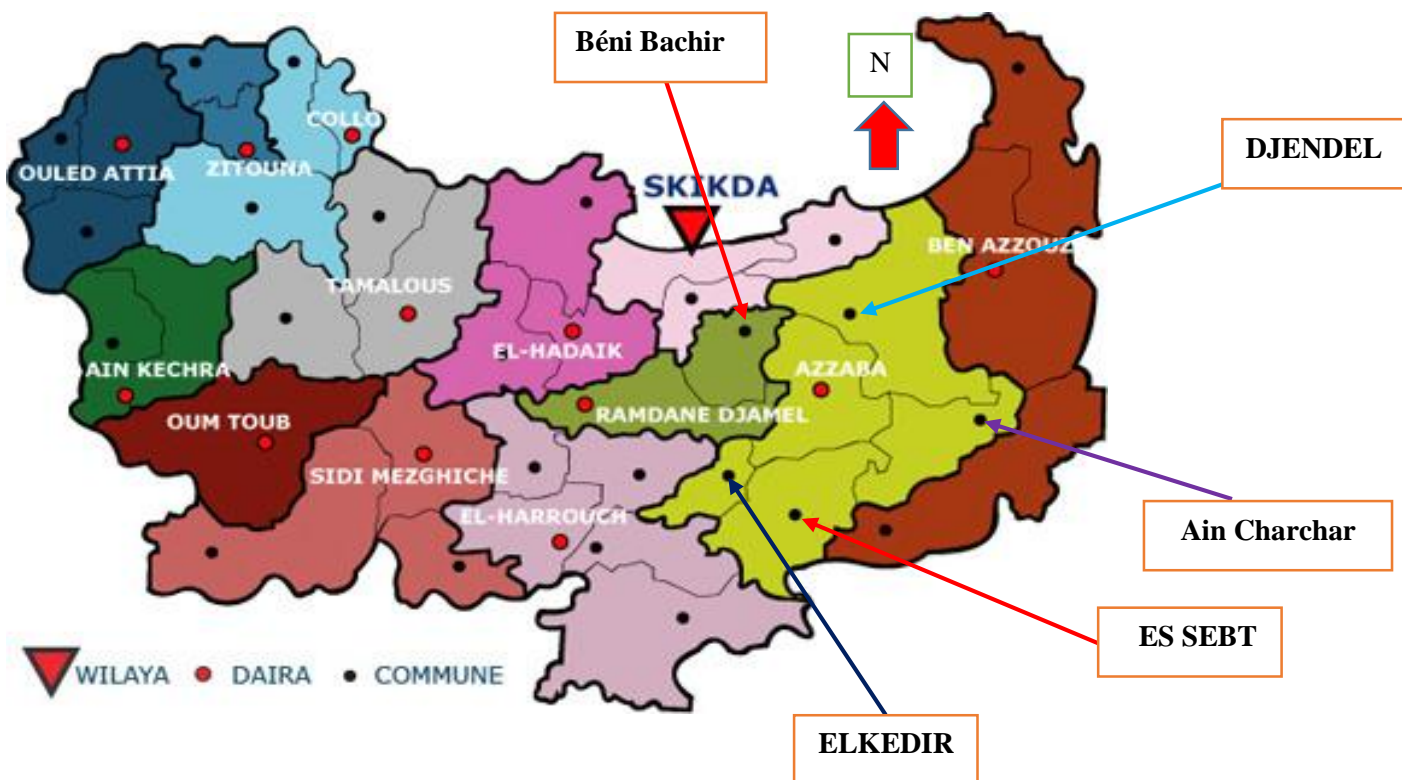 Béni Bachir
N
DJENDEL
COLLO
OULED ATTIA
ZITOUNA
SKIKDA
BEN AZZOUZ
TAMALOUS
EL-HADAIK
AIN KECHRA
AZZABA
OUM TOUB
RAMDANE DJAMEL
SIDI MEZGHICHE
EL-HARROUCH
Ain Charchar
ES SEBT
WILAYA
DAIRA
COMMUNE
ELKEDIR